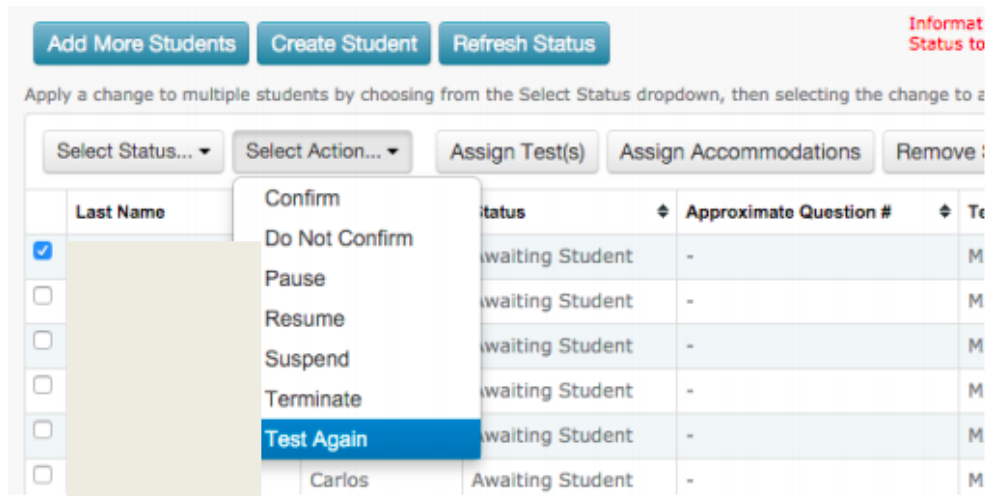 Add More Students Create Student Refresh Status
Informat
Status to
Apply a change to multiple students by choosing from the Select Status dropdown, then selecting the change to a
Select Status... Select Action... Assign Test(s) Assign Accommodations Remove
Last Name Status Approximate Question # Te
Confirm
Do Not Confirm
Awaiting Student - M
Pause
Awaiting Student - M
Resume
Suspend
Awaiting Student - M
Terminate
Awaiting Student - M
Test Again
Awaiting Student - M
Carlos Awaiting Student - M